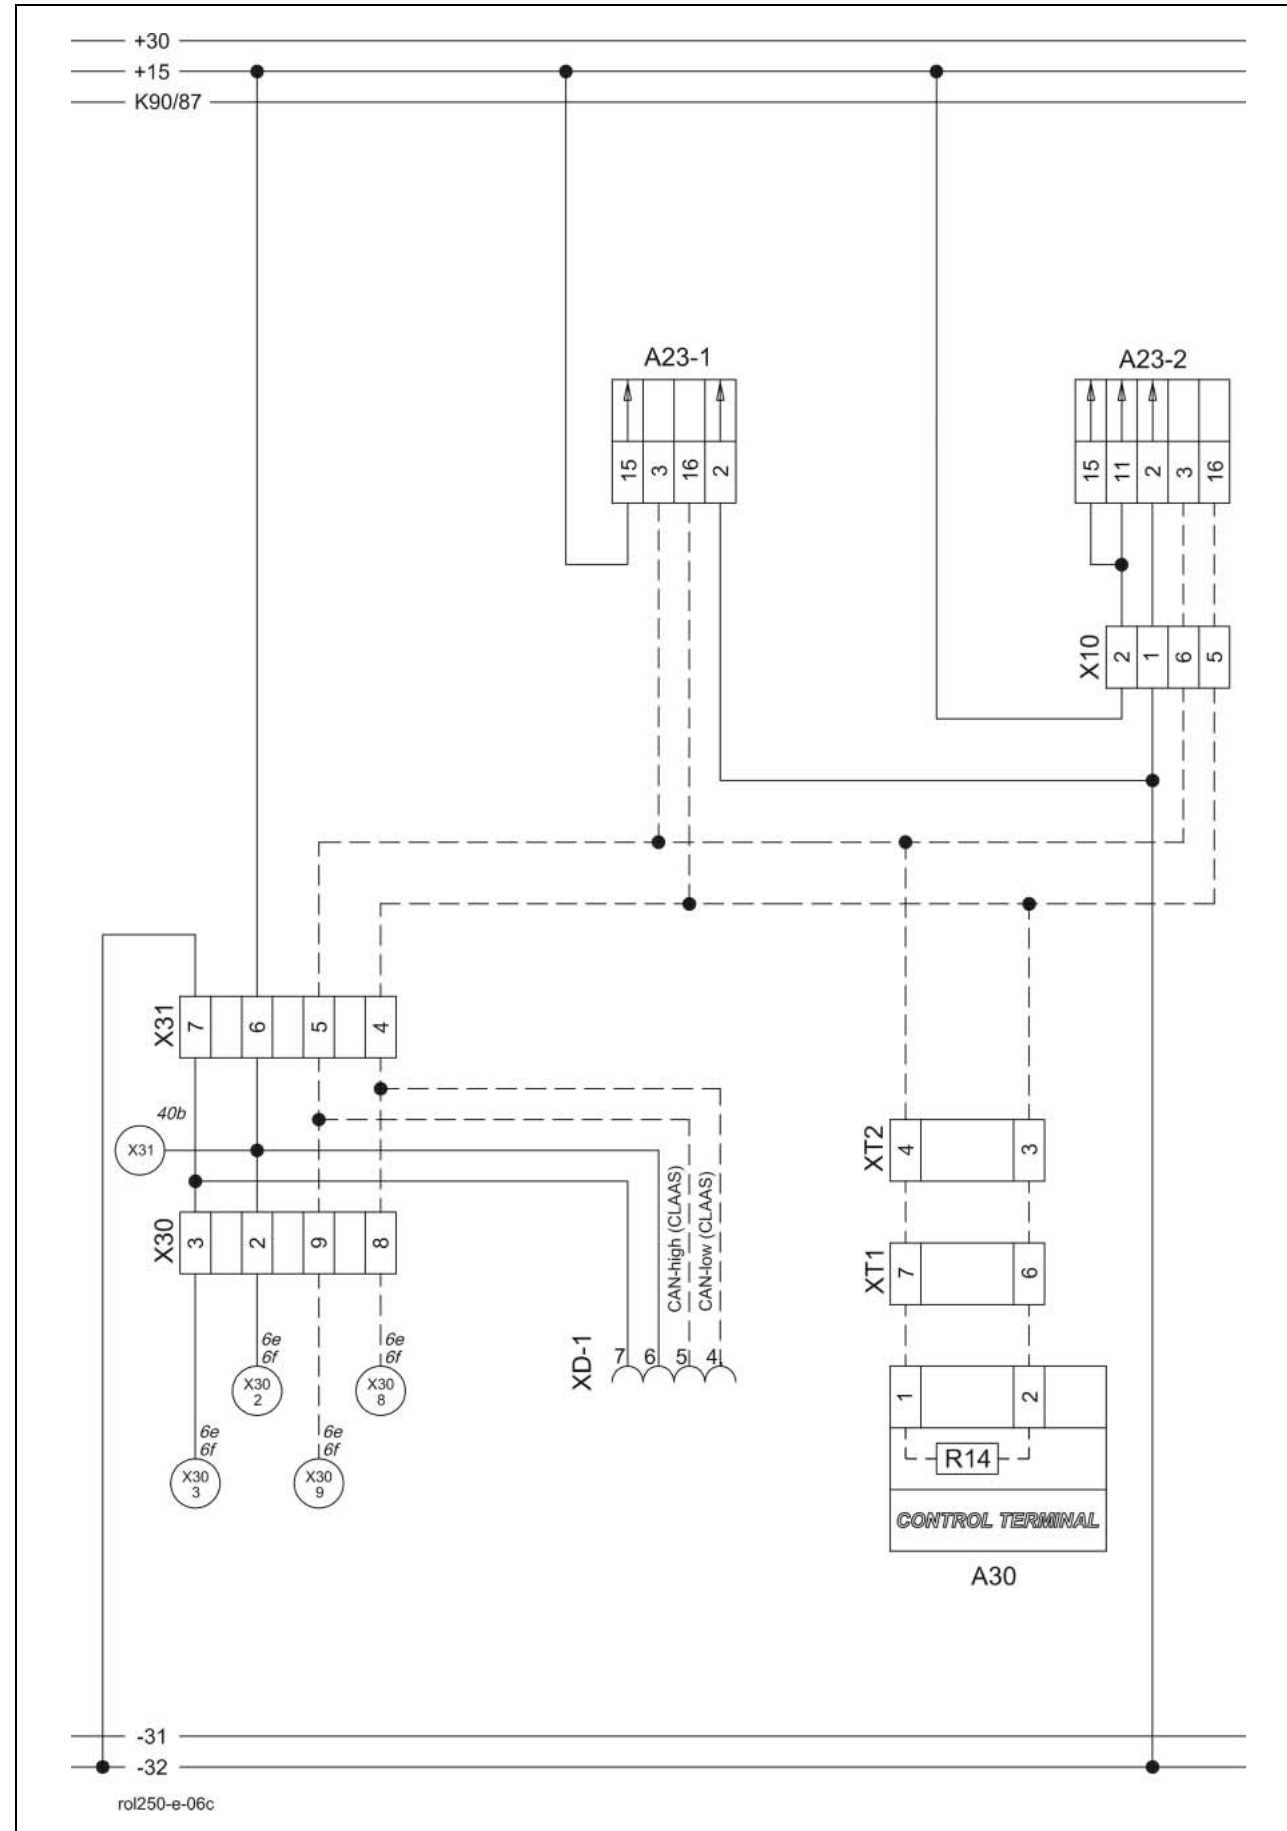 +30
+15
K90/87
A23-1
A23-2
15
3
16
2
15
11
2
3
16
X10
2
1
6
5
X31
7
6
5
4
40b
X31
XT2
4
3
X30
3
2
9
8
CAN-high (CLAAS)
CAN-low (CLAAS)
XT1
7
6
6e
6f
X30
2
6e
6f
X30
8
XD-1
7
6
5
4
1
2
R14
6e
6f
X30
3
6e
6f
X30
9
CONTROL TERMINAL
A30
-31
-32
rol250-e-06c